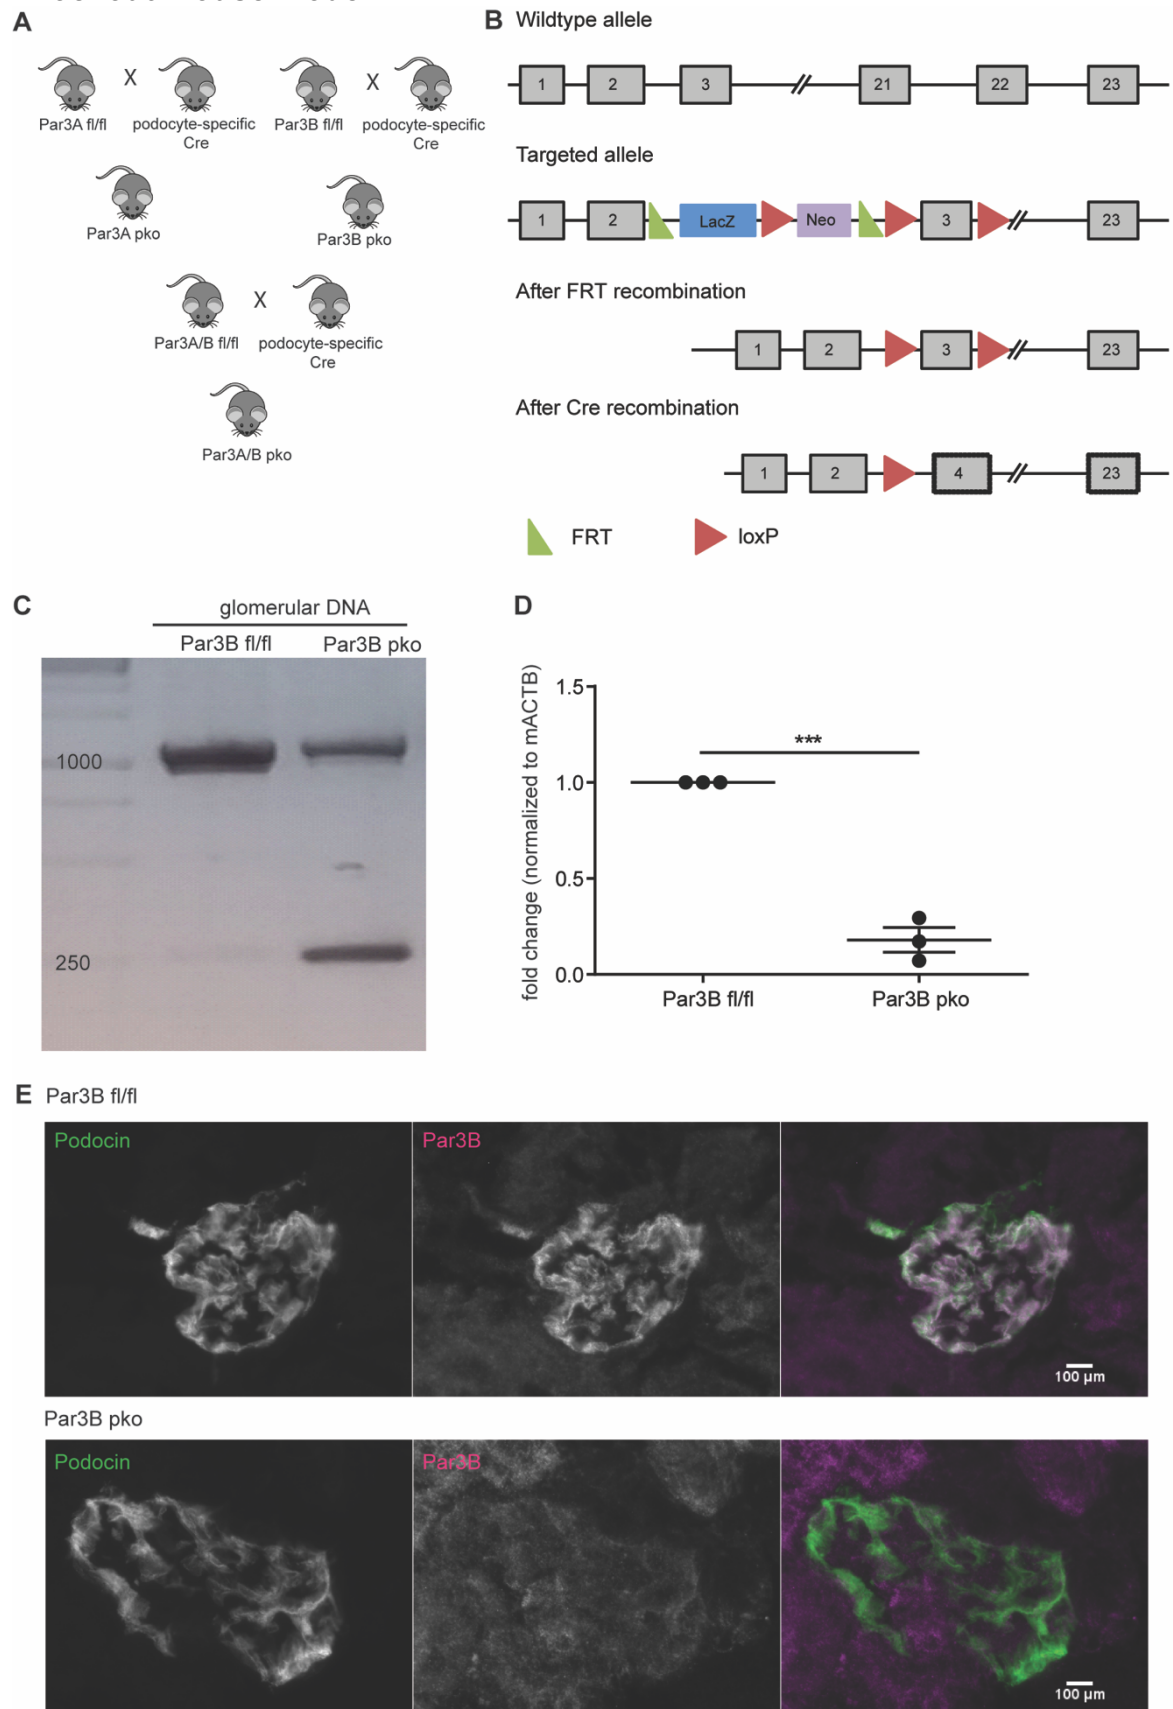 A
X
X
Par3A fl/fl
podocyte-specific
Cre
Par3B fl/fl
podocyte-specific
Cre
Par3A pko
Par3B pko
X
Par3A/B fl/fl
podocyte-specific
Cre
Par3A/B pko
B
Wildtype allele
1 2 3 21 22 23
Targeted allele
1 2 LacZ Neo 3 23
After FRT recombination
1 2 3 23
After Cre recombination
1 2 4 23
FRT
loxP
C
glomerular DNA
Par3B fl/fl
Par3B pko
1000
250
D
fold change (normalized to mACTB)
1.5
1.0
0.5
0.0
***
Par3B fl/fl
Par3B pko
E Par3B fl/fl
Podocin
Par3B
100 µm
Par3B pko
Podocin
Par3B
100 µm